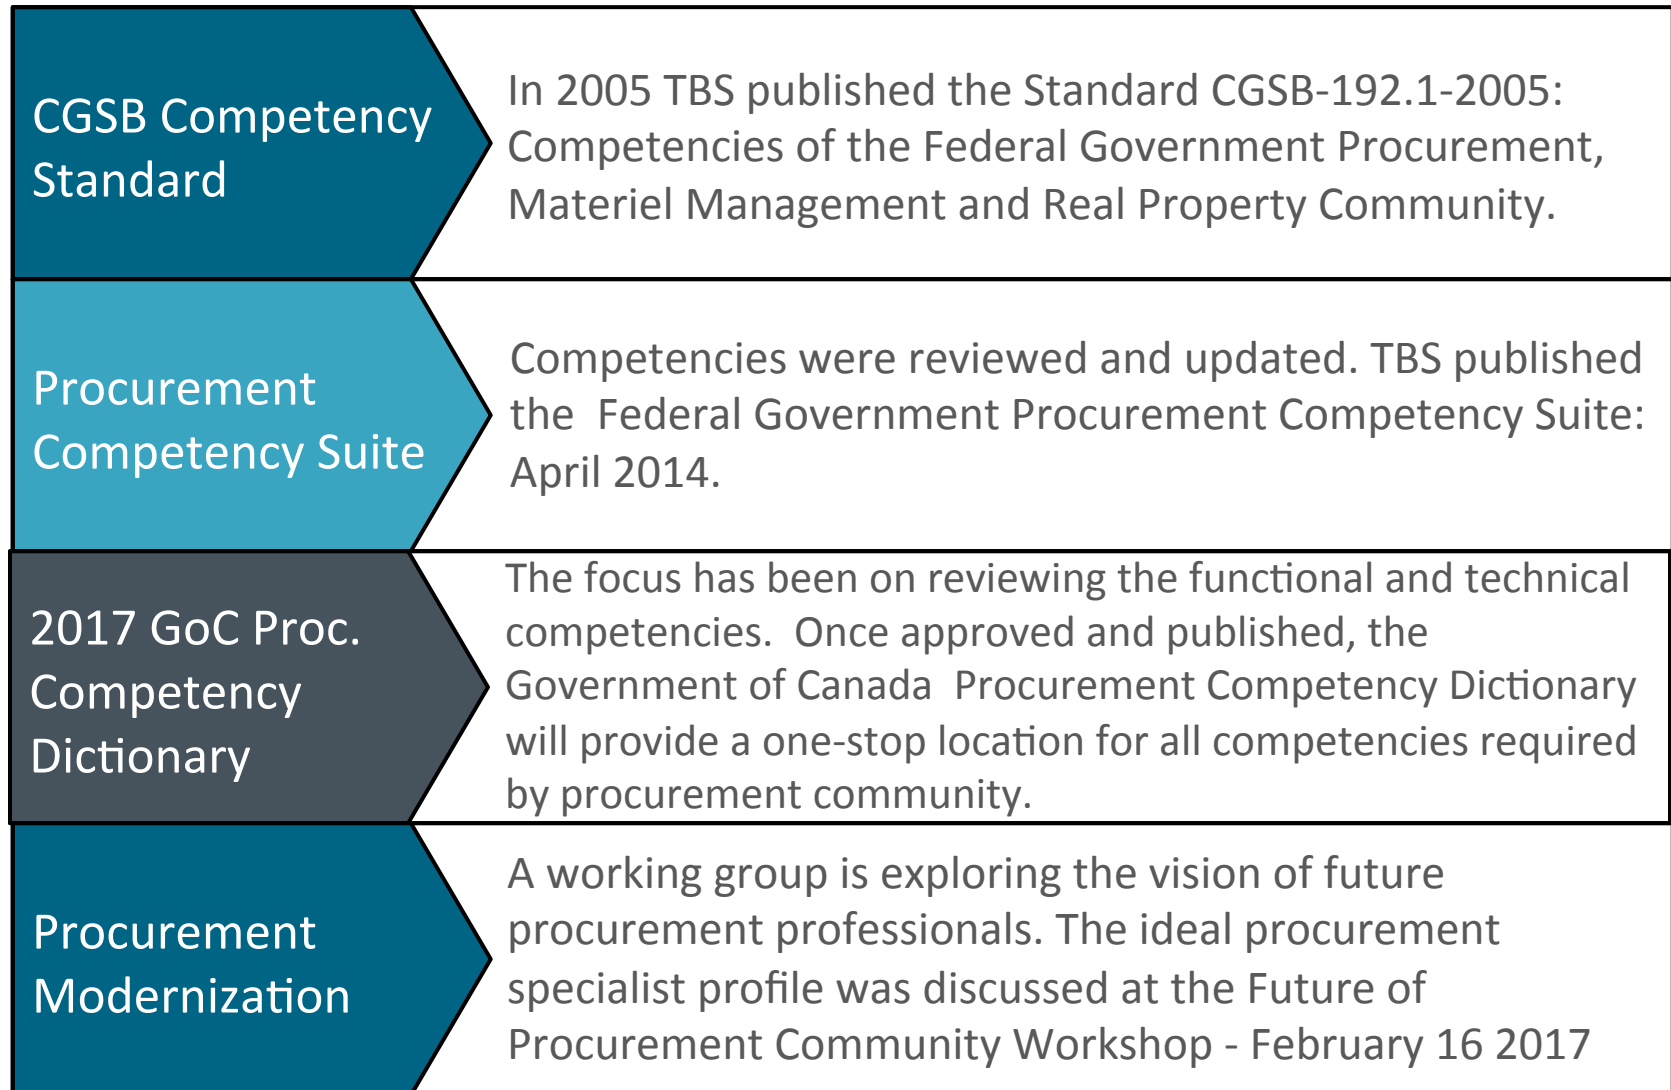 CGSB Competency
Standard
In 2005 TBS published the Standard CGSB-192.1-2005:
Competencies of the Federal Government Procurement,
Materiel Management and Real Property Community.
Procurement
Competency Suite
Competencies were reviewed and updated. TBS published
the  Federal Government Procurement Competency Suite:
April 2014.
2017 GoC Proc.
Competency
Dictionary
The focus has been on reviewing the functional and technical
competencies.  Once approved and published, the
Government of Canada  Procurement Competency Dictionary
will provide a one-stop location for all competencies required
by procurement community.
Procurement
Modernization
A working group is exploring the vision of future
procurement professionals. The ideal procurement
specialist profile was discussed at the Future of
Procurement Community Workshop - February 16 2017